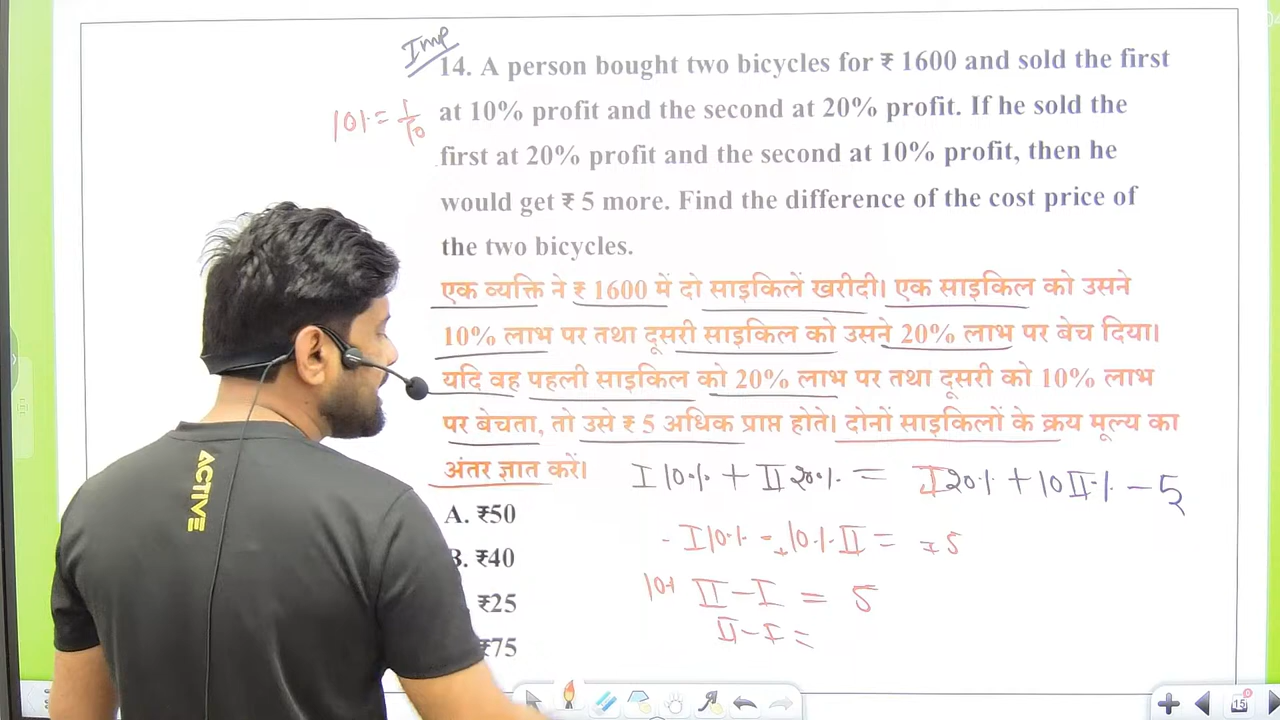 Imp
14. A person bought two bicycles for ₹ 1600 and sold the first
10% = 1/10
at 10% profit and the second at 20% profit. If he sold the
first at 20% profit and the second at 10% profit, then he
would get ₹ 5 more. Find the difference of the cost price of
the two bicycles.
एक व्यक्ति ने ₹ 1600 में दो साइकिलें खरीदी। एक साइकिल को उसने
10% लाभ पर तथा दूसरी साइकिल को उसने 20% लाभ पर बेच दिया।
यदि वह पहली साइकिल को 20% लाभ पर तथा दूसरी को 10% लाभ
पर बेचता, तो उसे ₹ 5 अधिक प्राप्त होते। दोनों साइकिलों के क्रय मूल्य का
अंतर ज्ञात करें।
I 10% + II 20% = I 20% + 10 II % - 5
A. ₹50
- I 10% = + 10% II = + 5
B. ₹40
10% II - I = 5
₹25
II - I =
₹75
ACTIVE
15